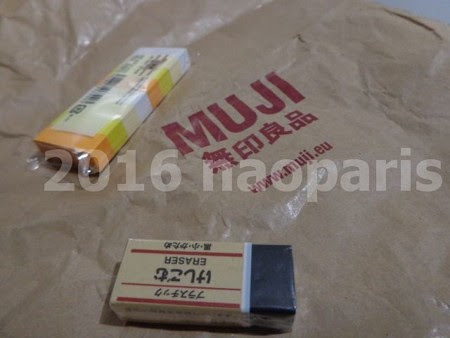 MUJI
無印良品
www.muji.eu
2016 naoparis
プラスチック
けしごむ
ERASER
黒・小・かため